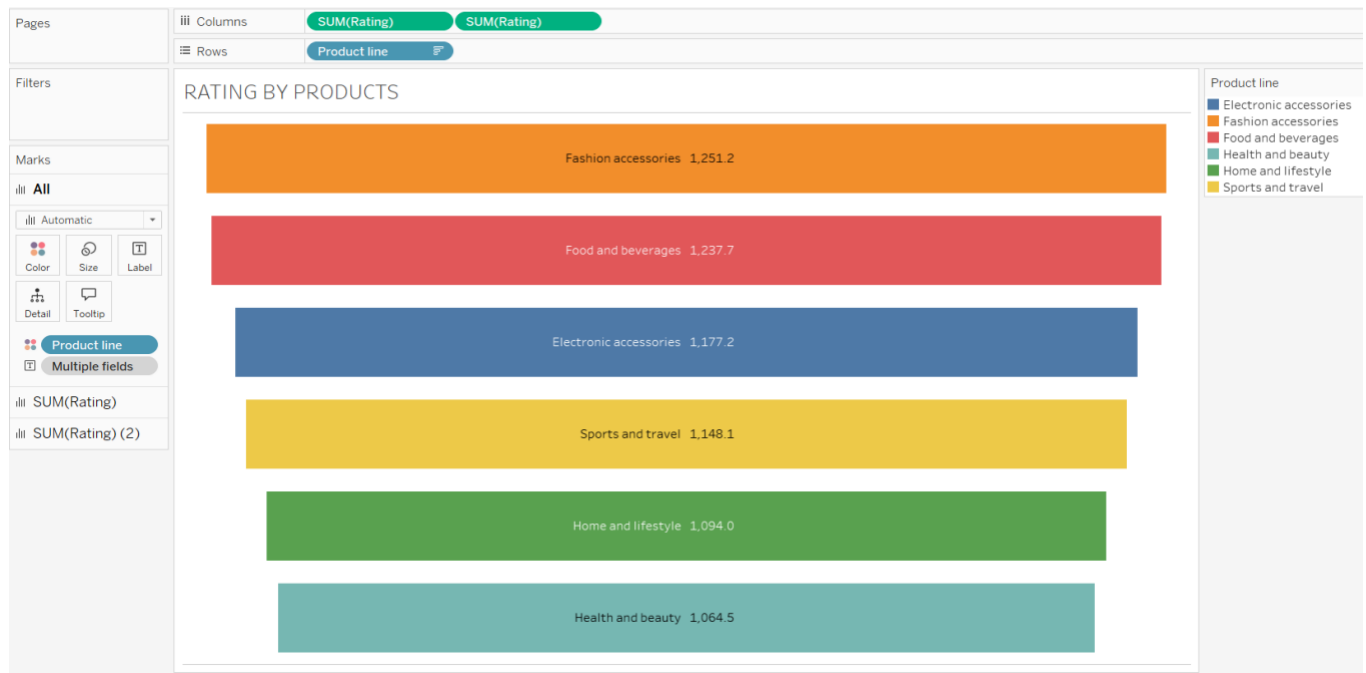 Pages
iii Columns
SUM(Rating)
SUM(Rating)
Rows
Product line
Filters
Marks
All
Automatic
Color
Size
Label
Detail
Tooltip
Product line
Multiple fields
SUM(Rating)
SUM(Rating) (2)
RATING BY PRODUCTS
Fashion accessories 1,251.2
Food and beverages 1,237.7
Electronic accessories 1,177.2
Sports and travel 1,148.1
Home and lifestyle 1,094.0
Health and beauty 1,064.5
Product line
Electronic accessories
Fashion accessories
Food and beverages
Health and beauty
Home and lifestyle
Sports and travel